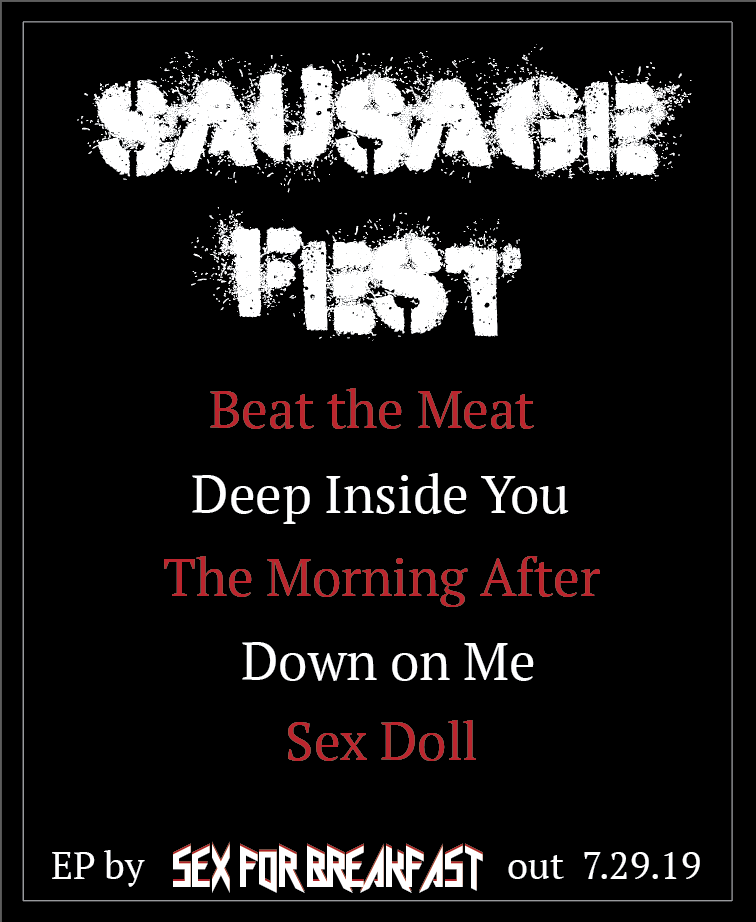 SAUSAGE
FEST
Beat the Meat
Deep Inside You
The Morning After
Down on Me
Sex Doll
EP by SEX FOR BREAKFAST out 7.29.19